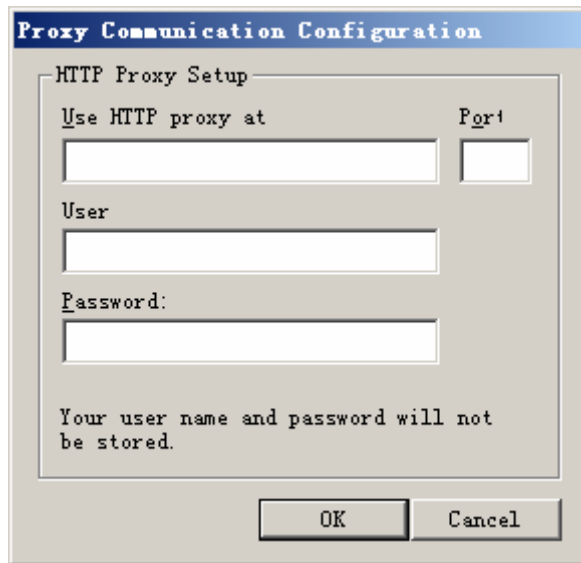 Proxy Communication Configuration
HTTP Proxy Setup
Use HTTP proxy at Port
User
Password:
Your user name and password will not
be stored.
OK Cancel